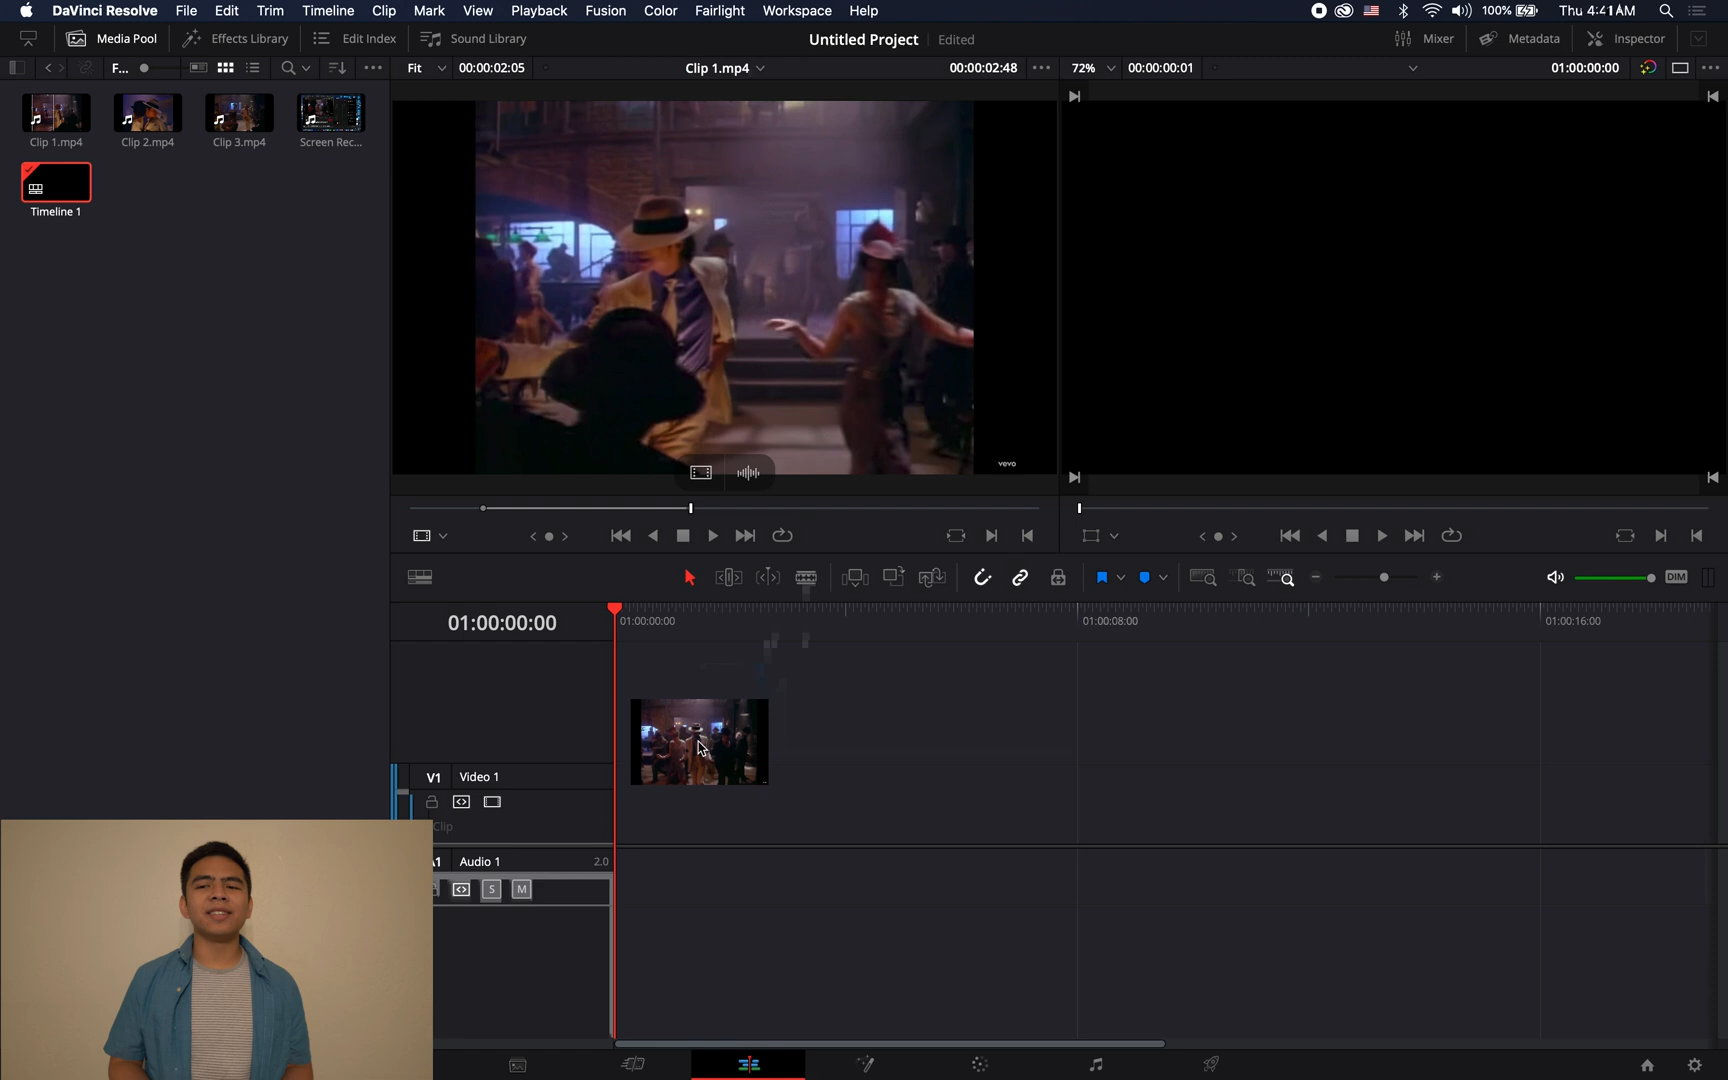 DaVinci Resolve File Edit Trim Timeline Clip Mark View Playback Fusion Color Fairlight Workspace Help 100% Thu 4:41 AM
Media Pool Effects Library Edit Index Sound Library Untitled Project Edited Mixer Metadata Inspector
F... Fit 00:00:02:05 Clip 1.mp4 00:00:02:48 72% 00:00:00:01 01:00:00:00
Clip 1.mp4 Clip 2.mp4 Clip 3.mp4 Screen Rec...
Timeline 1
vevo
DIM
01:00:00:00 01:00:00:00 01:00:08:00 01:00:16:00
V1 Video 1
Clip
A1 Audio 1 2.0
S M